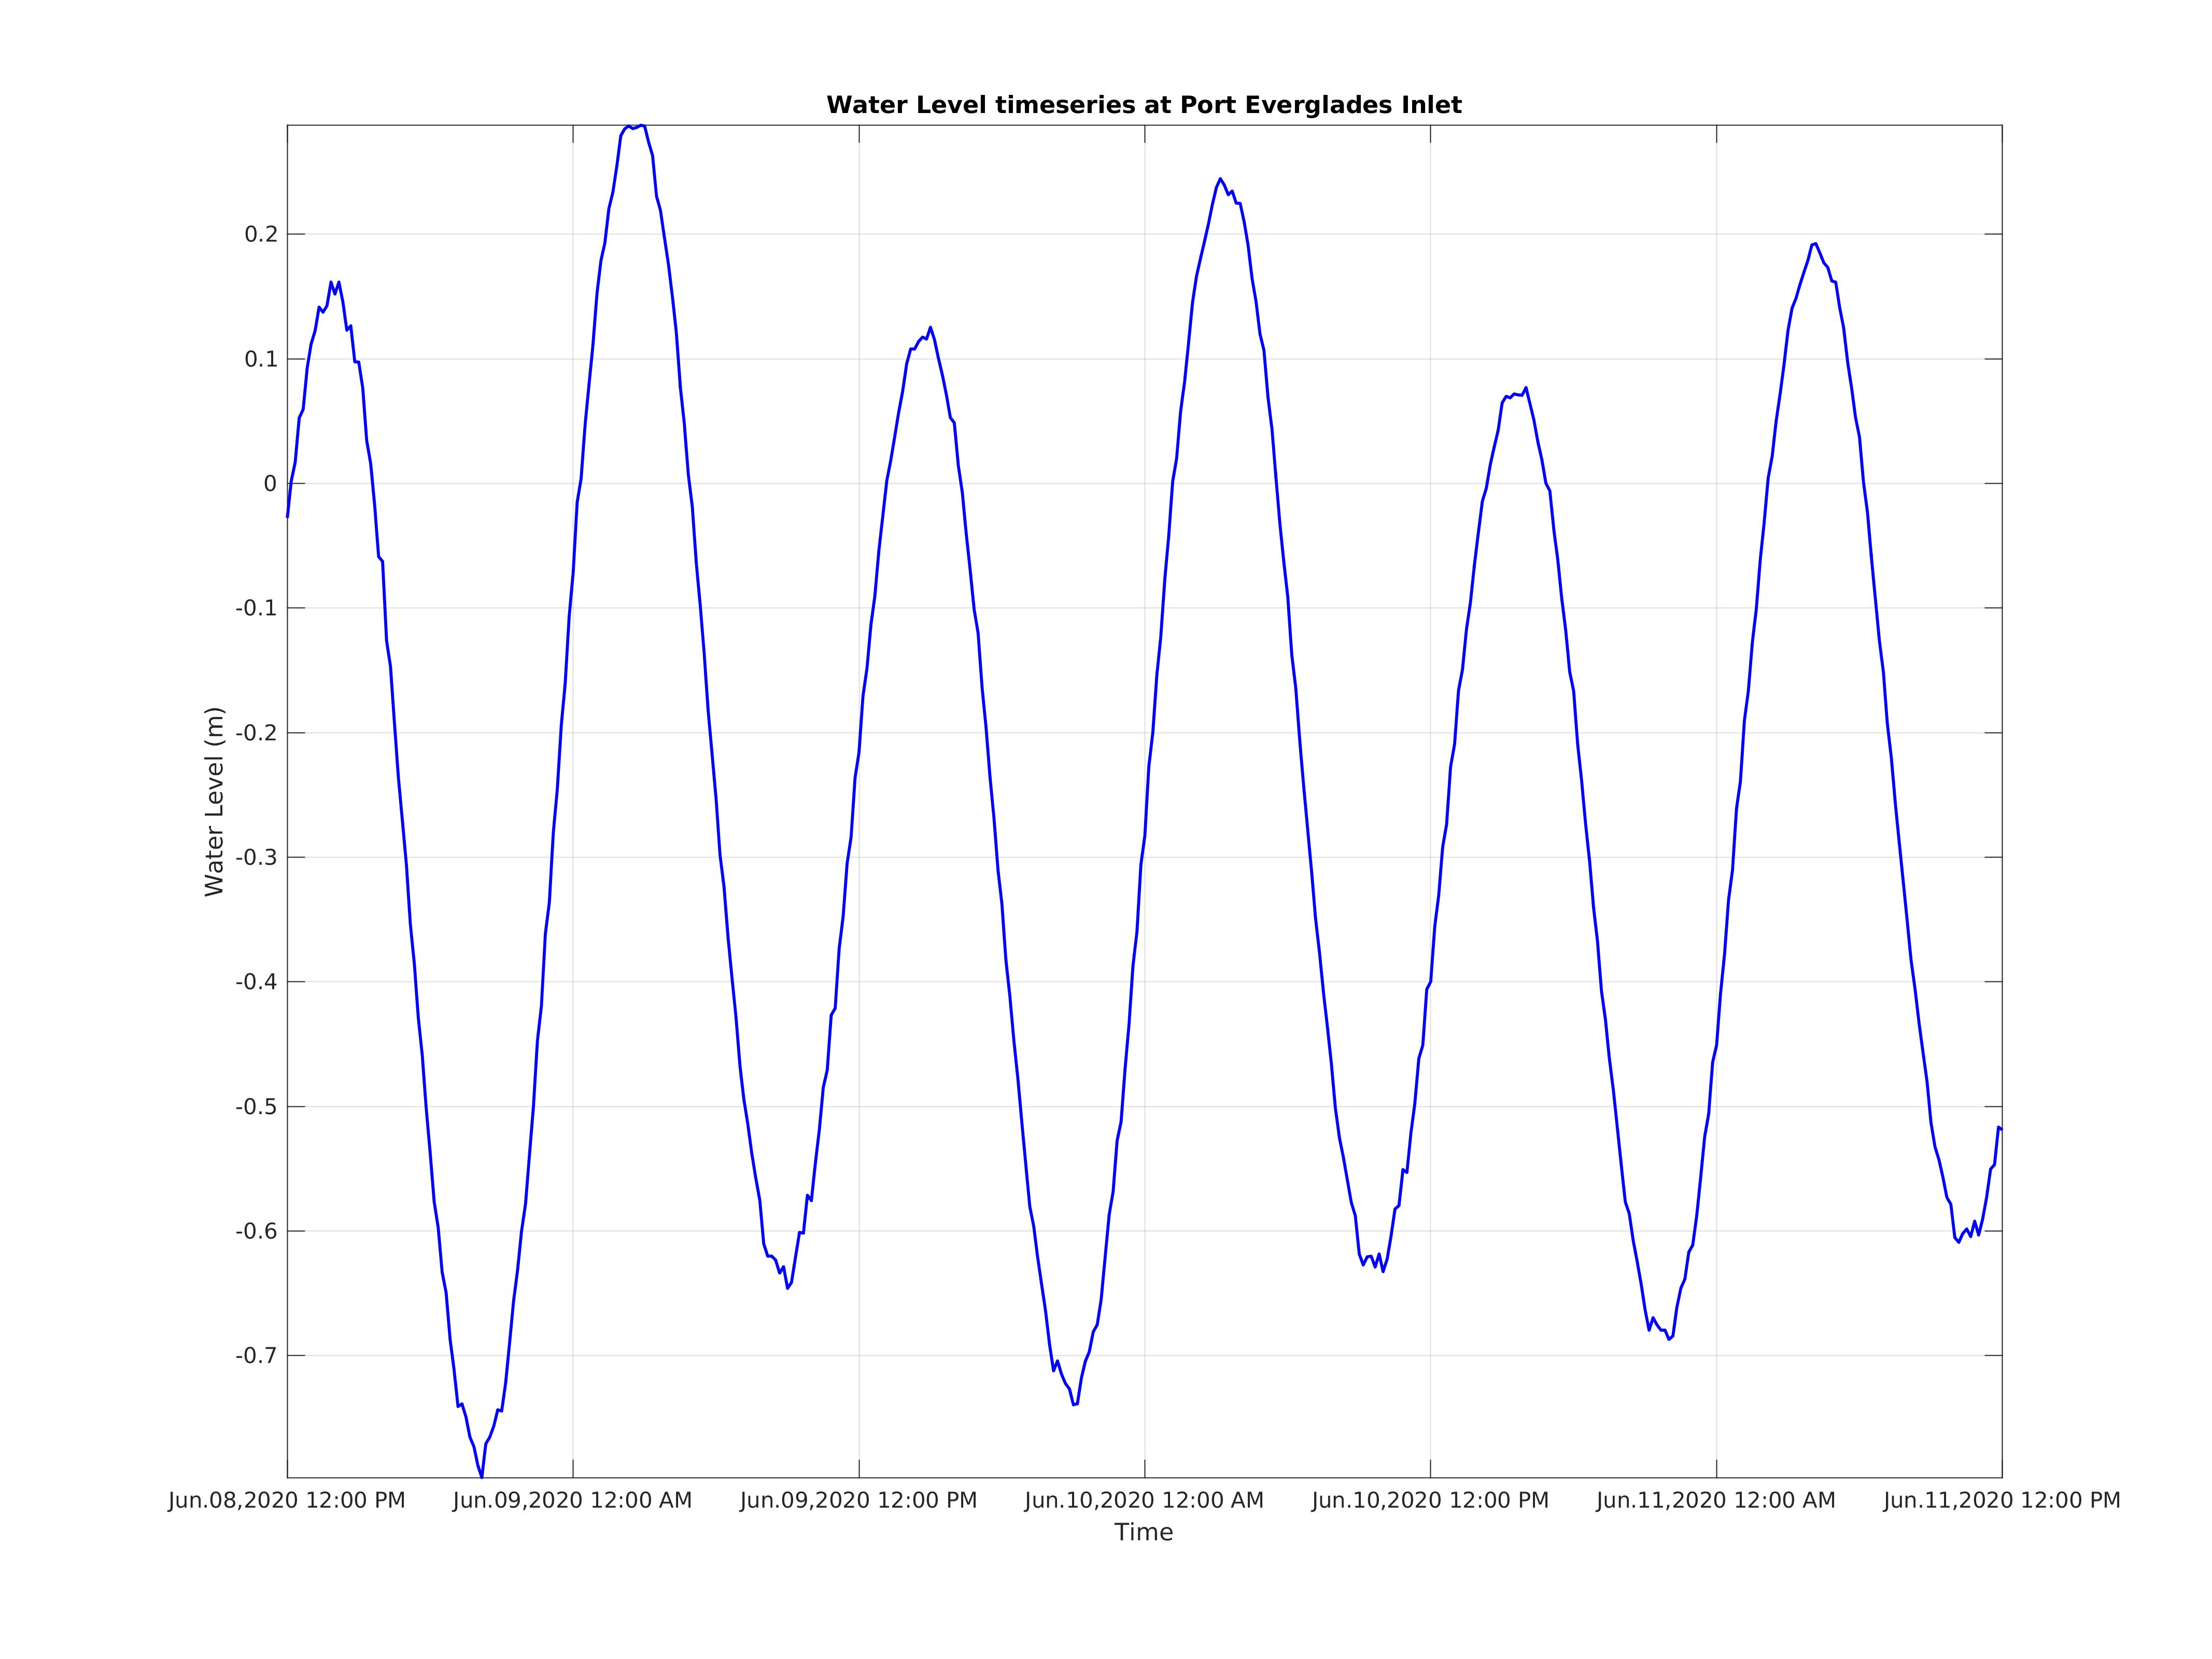 Water Level timeseries at Port Everglades Inlet
0.2
0.1
0
-0.1
-0.2
-0.3
-0.4
-0.5
-0.6
-0.7
Water Level (m)
Jun.08,2020 12:00 PM Jun.09,2020 12:00 AM Jun.09,2020 12:00 PM Jun.10,2020 12:00 AM Jun.10,2020 12:00 PM Jun.11,2020 12:00 AM Jun.11,2020 12:00 PM
Time